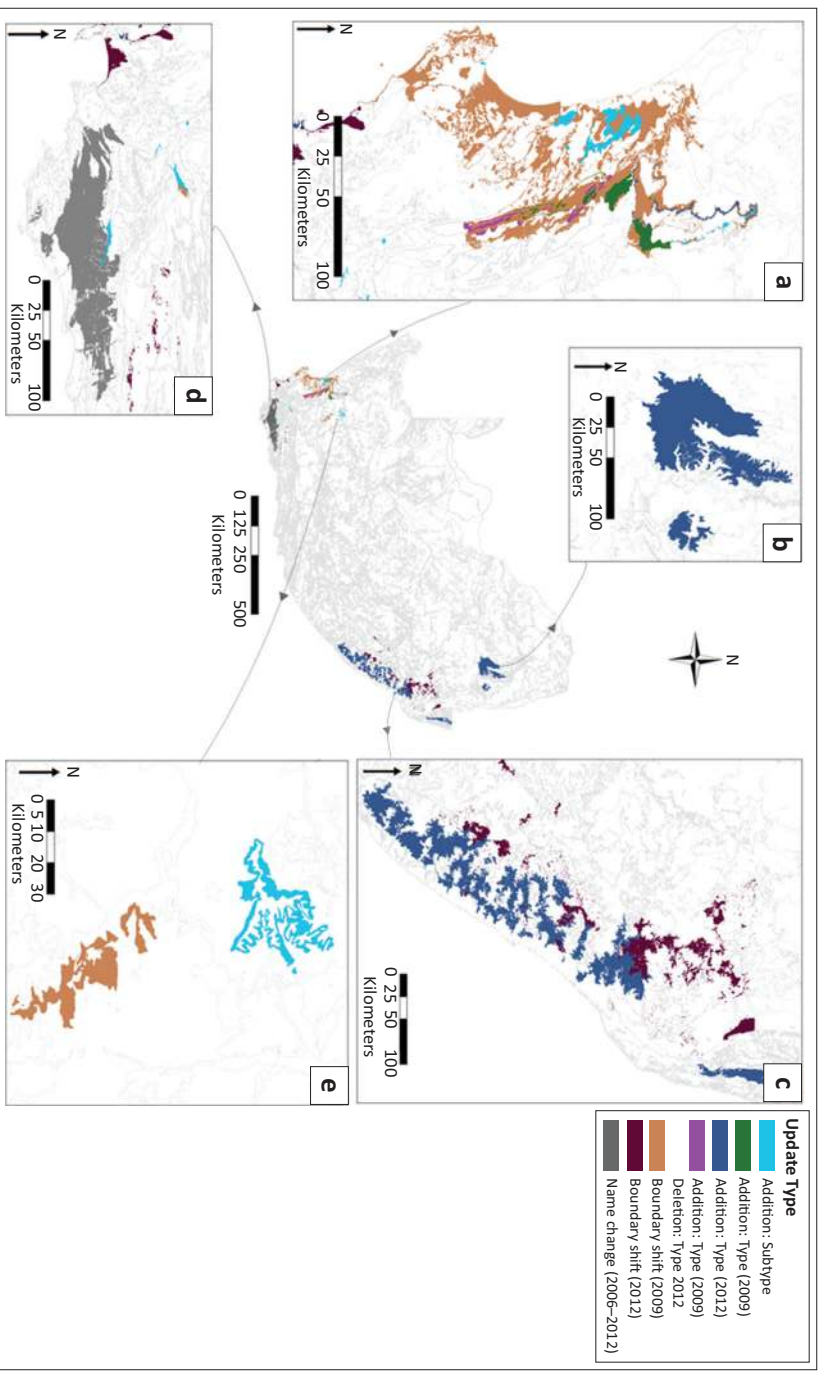 a
N
0 25 50 100
Kilometers
b
N
0 25 50 100
Kilometers
N
c
N
0 25 50 100
Kilometers
d
N
0 25 50 100
Kilometers
0 125 250 500
Kilometers
e
N
0 5 10 20 30
Kilometers
Update Type
Addition: Subtype
Addition: Type (2009)
Addition: Type (2012)
Addition: Type (2009)
Deletion: Type 2012
Boundary shift (2009)
Boundary shift (2012)
Name change (2006–2012)